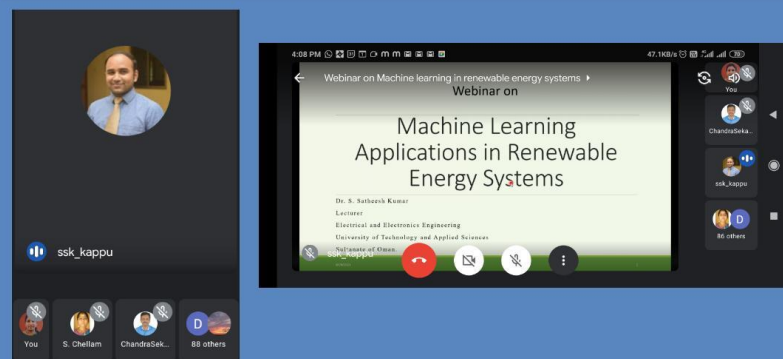 ssk_kappu
You
S. Chellam
ChandraSek...
D
88 others
4:08 PM
47.1KB/s
70
Webinar on Machine learning in renewable energy systems
Webinar on
Machine Learning
Applications in Renewable
Energy Systems
Dr. S. Satheesh Kumar
Lecturer
Electrical and Electronics Engineering
University of Technology and Applied Sciences
Sultanate of Oman.
ssk_kappu
You
ChandraSeka...
ssk_kappu
D
86 others